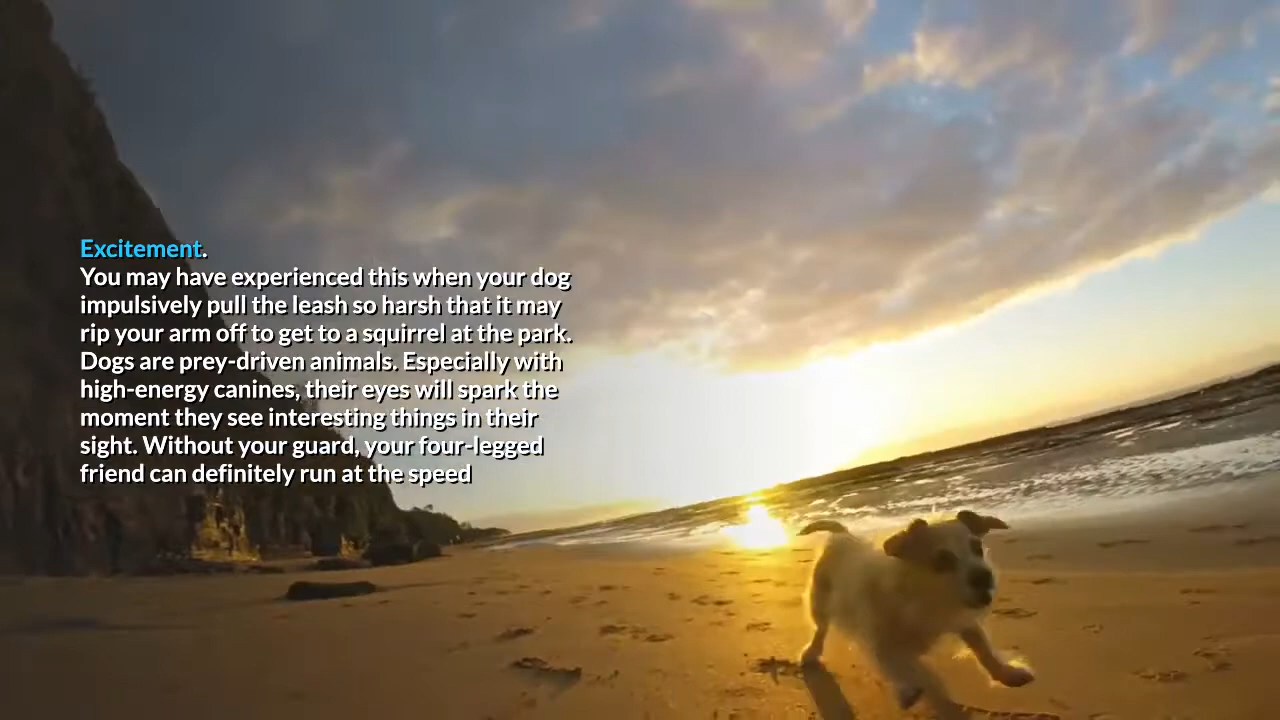 Excitement.
You may have experienced this when your dog
impulsively pull the leash so harsh that it may
rip your arm off to get to a squirrel at the park.
Dogs are prey-driven animals. Especially with
high-energy canines, their eyes will spark the
moment they see interesting things in their
sight. Without your guard, your four-legged
friend can definitely run at the speed